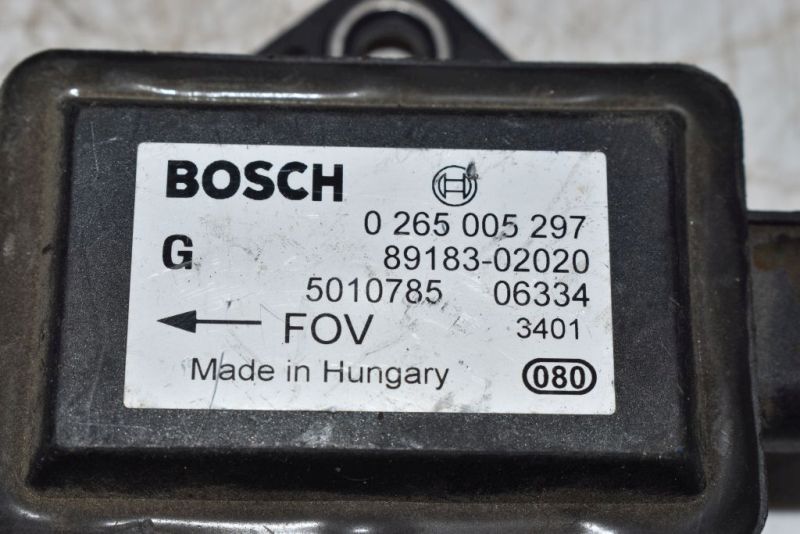 BOSCH
0 265 005 297
G 89183-02020
5010785 06334
FOV 3401
Made in Hungary 080